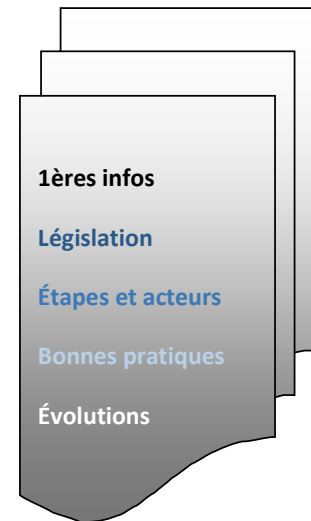 1ères infos
Législation
Étapes et acteurs
Bonnes pratiques
Évolutions